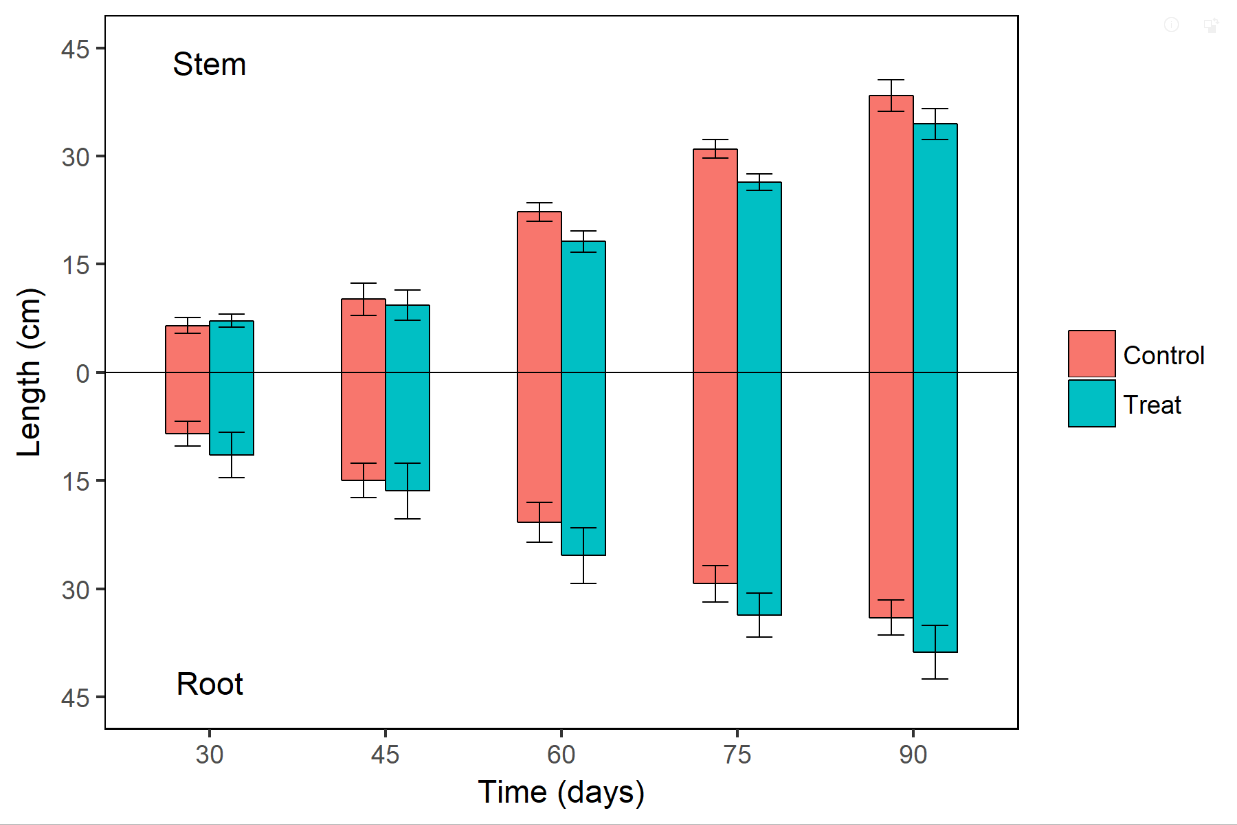 Stem
45
30
15
0
15
30
45
Length (cm)
Root
30 45 60 75 90
Time (days)
Control
Treat